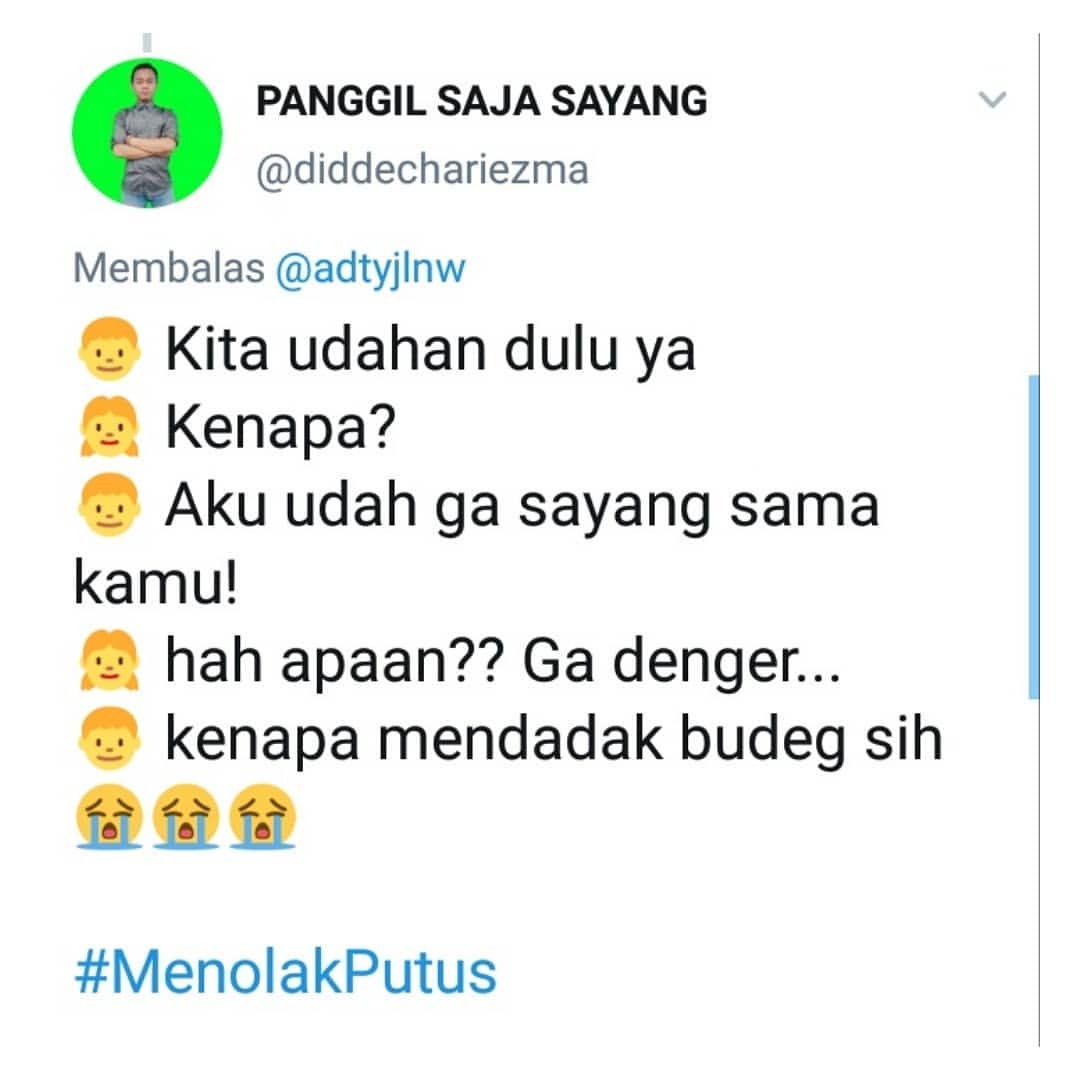 PANGGIL SAJA SAYANG
@diddechariezma
Membalas @adtyjlnw
👦 Kita udahan dulu ya
👧 Kenapa?
👦 Aku udah ga sayang sama
kamu!
👧 hah apaan?? Ga denger...
👦 kenapa mendadak budeg sih
😭😭😭
#MenolakPutus